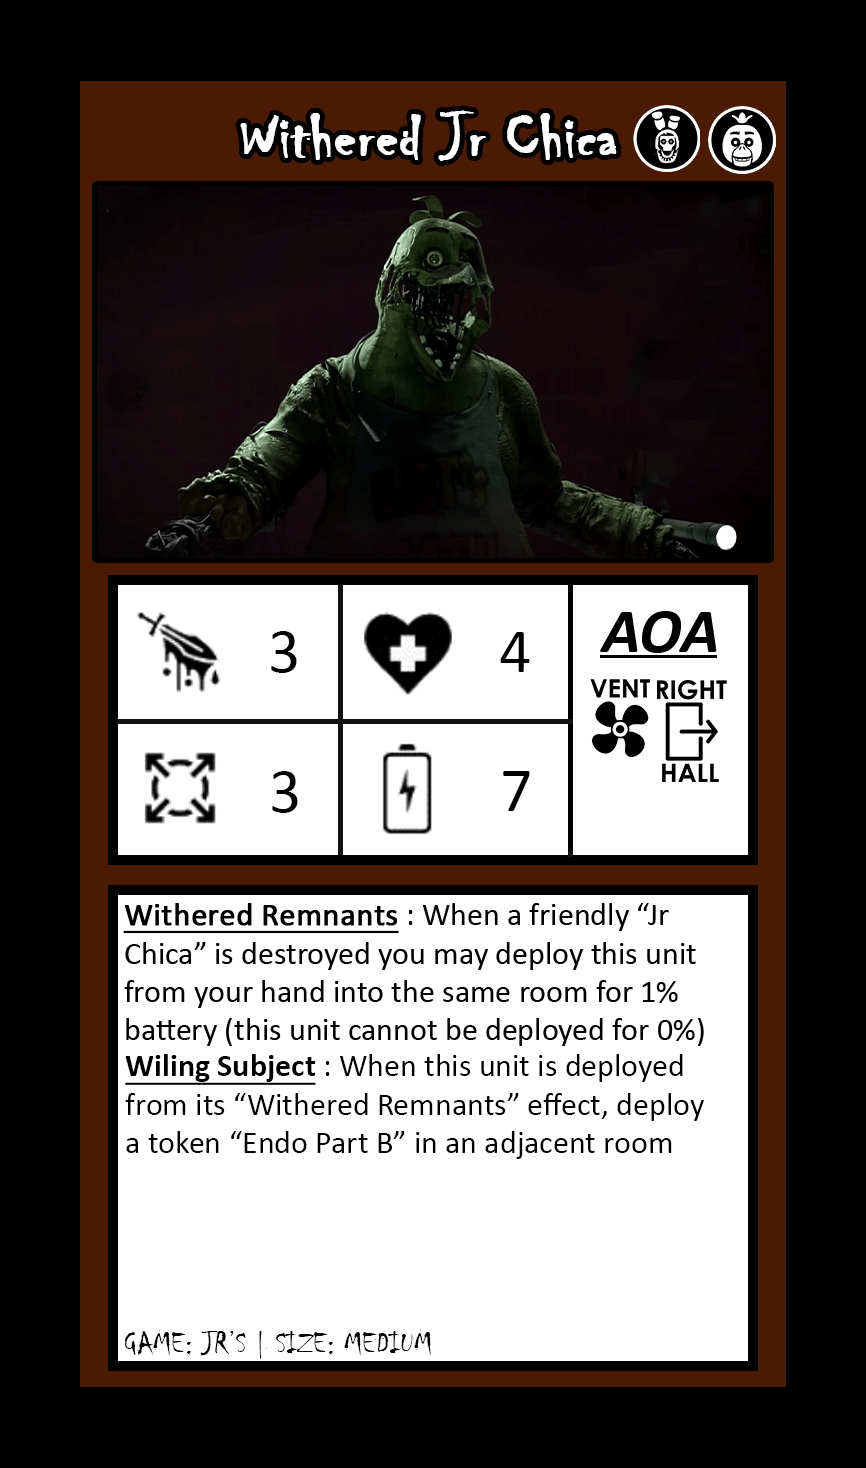 Withered Jr Chica
3
4
AOA
VENT RIGHT
HALL
3
7
Withered Remnants : When a friendly “Jr
Chica” is destroyed you may deploy this unit
from your hand into the same room for 1%
battery (this unit cannot be deployed for 0%)
Wiling Subject : When this unit is deployed
from its “Withered Remnants” effect, deploy
a token “Endo Part B” in an adjacent room
GAME: JR'S | SIZE: MEDIUM